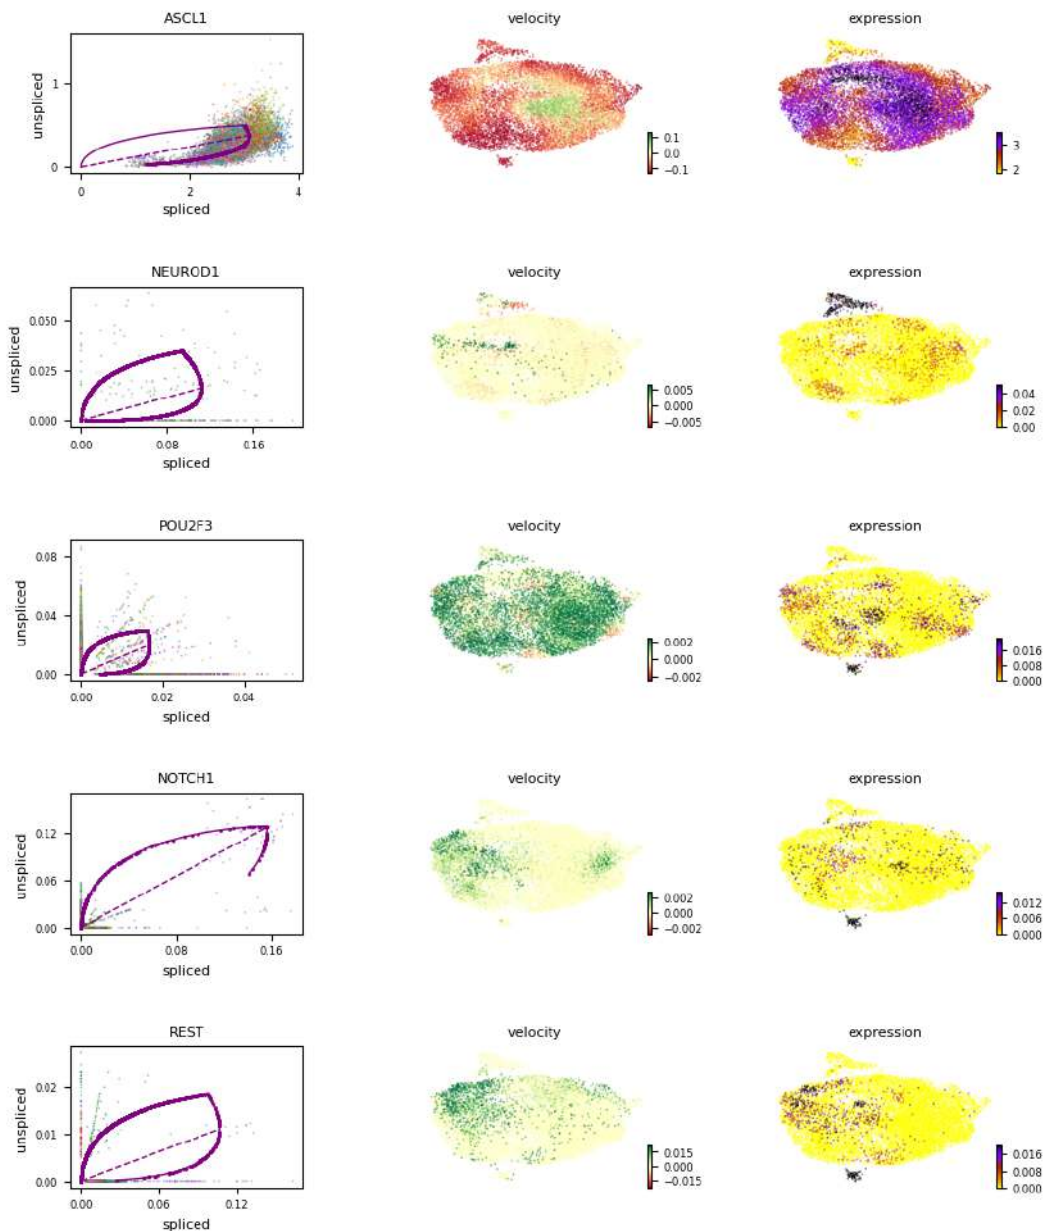 ASCL1 velocity expression
1
0
unspliced
0 2 4
spliced
0.1
0.0
−0.1
3
2
NEUROD1 velocity expression
0.050
0.025
0.000
unspliced
0.00 0.08 0.16
spliced
0.005
0.000
−0.005
0.04
0.02
0.00
POU2F3 velocity expression
0.08
0.04
0.00
unspliced
0.00 0.02 0.04
spliced
0.002
0.000
−0.002
0.016
0.008
0.000
NOTCH1 velocity expression
0.12
0.06
0.00
unspliced
0.00 0.08 0.16
spliced
0.002
0.000
−0.002
0.012
0.006
0.000
REST velocity expression
0.02
0.01
0.00
unspliced
0.00 0.06 0.12
spliced
0.015
0.000
−0.015
0.016
0.008
0.000